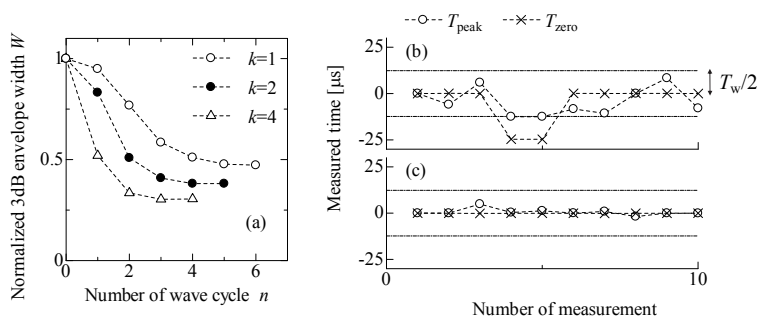 Normalized 3dB envelope width W
1
0.5
0
0 2 4 6
Number of wave cycle n
k=1
k=2
k=4
(a)
T_peak T_zero
Measured time [μs]
25
0
-25
(b)
T_w/2
25
0
-25
(c)
0 10
Number of measurement